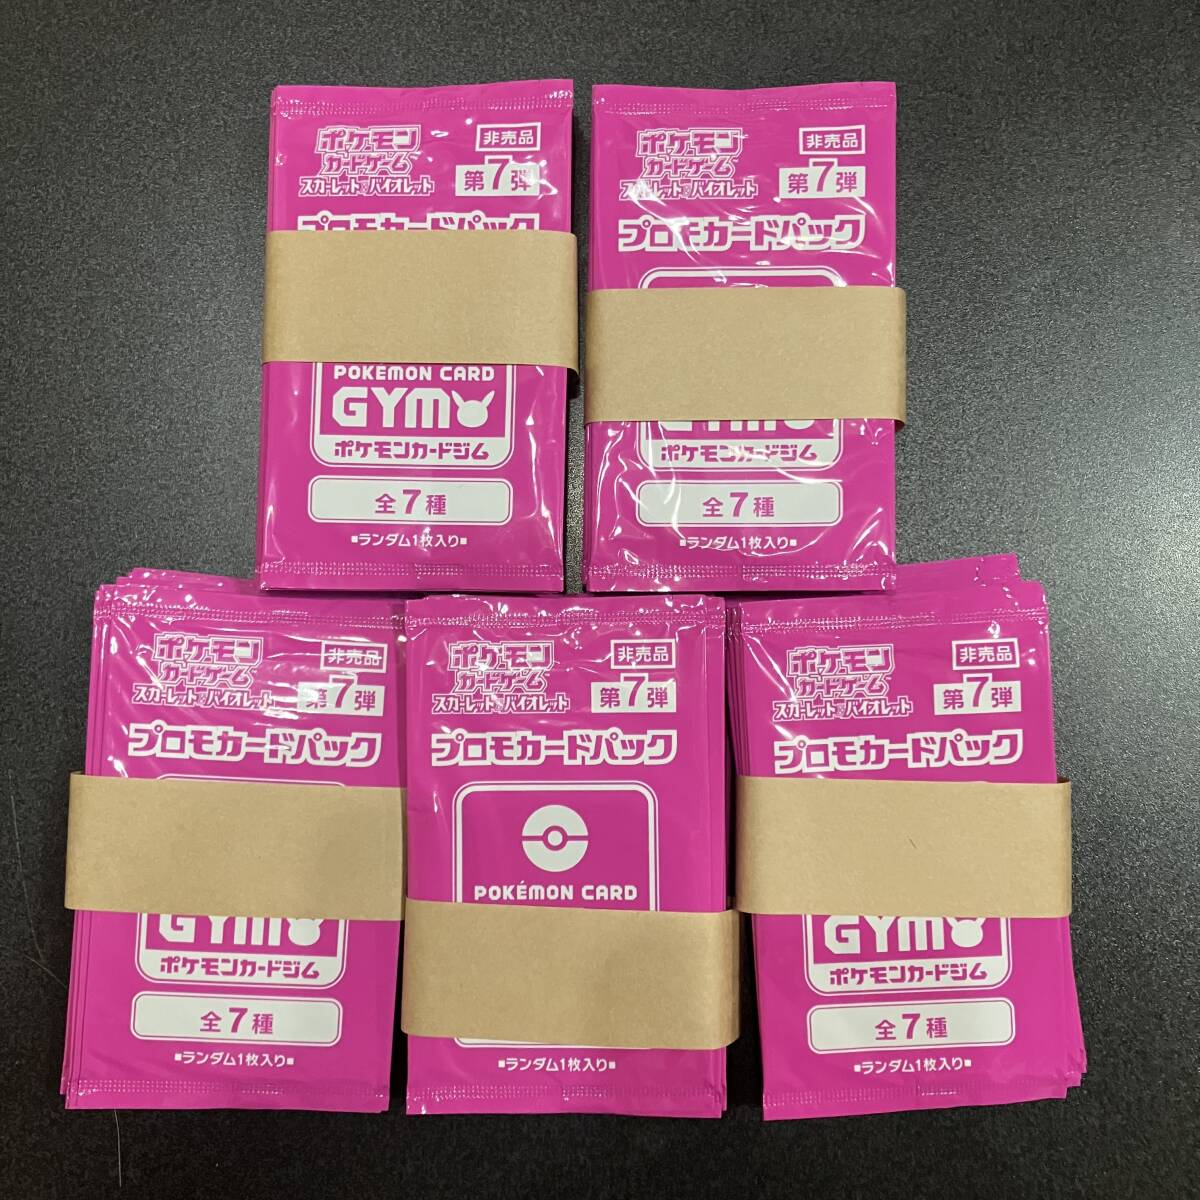 ポケモン
カードゲーム
スカーレット&バイオレット
非売品
第7弾
プロモカードパック
POKÉMON CARD
GYM
ポケモンカードジム
全7種
■ランダム1枚入り■
ポケモン
カードゲーム
スカーレット&バイオレット
非売品
第7弾
プロモカードパック
GYM
ポケモンカードジム
全7種
■ランダム1枚入り■
ポケモン
カードゲーム
スカーレット&バイオレット
非売品
第7弾
プロモカードパック
GYM
ポケモンカードジム
全7種
■ランダム1枚入り■
ポケモン
カードゲーム
スカーレット&バイオレット
非売品
第7弾
プロモカードパック
POKÉMON CARD
■ランダム1枚入り■
ポケモン
カードゲーム
スカーレット&バイオレット
非売品
第7弾
プロモカードパック
GYM
ポケモンカードジム
全7種
■ランダム1枚入り■